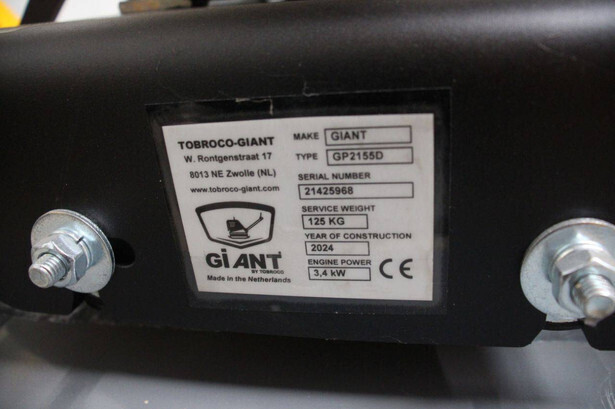 TOBROCO-GIANT
W. Rontgenstraat 17
8013 NE Zwolle (NL)
www.tobroco-giant.com
GiANT
BY TOBROCO
Made in the Netherlands
MAKE GIANT
TYPE GP2155D
SERIAL NUMBER
21425968
SERVICE WEIGHT
125 KG
YEAR OF CONSTRUCTION
2024
ENGINE POWER
3,4 kW CE